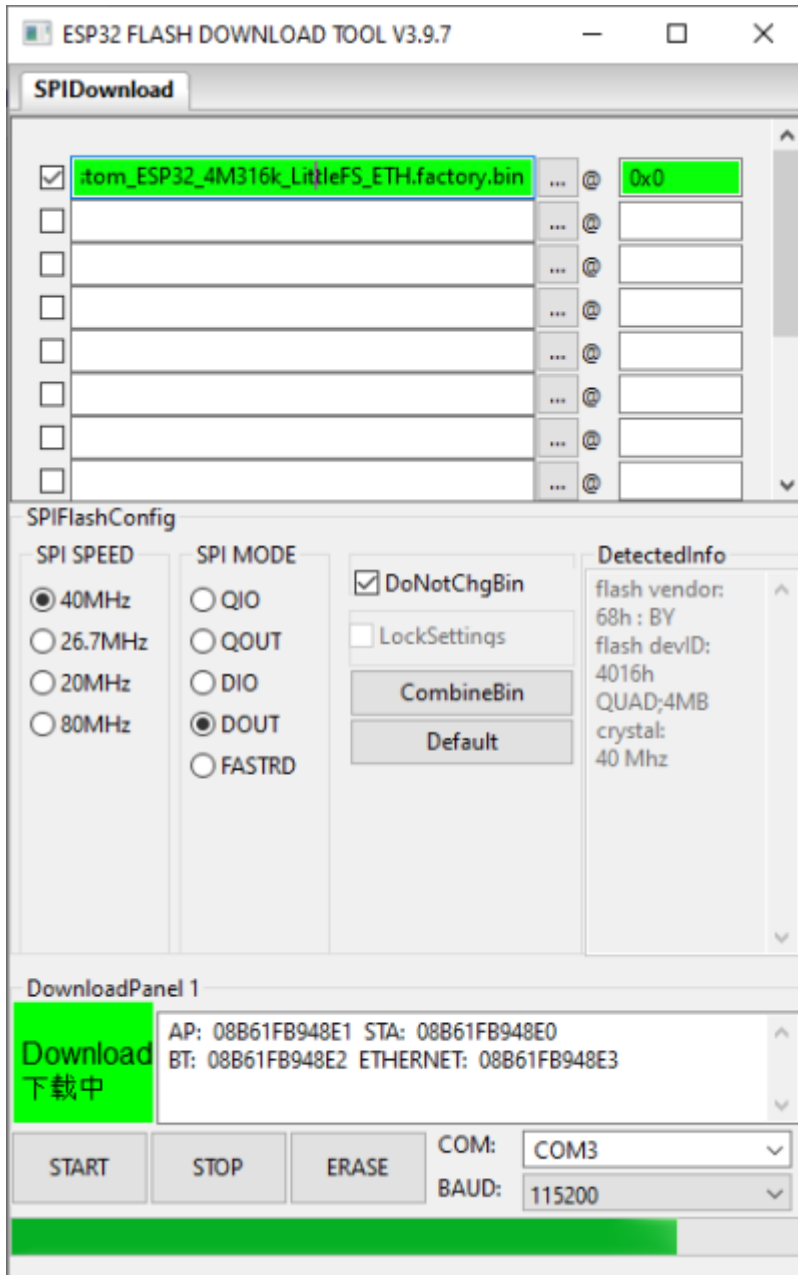 ESP32 FLASH DOWNLOAD TOOL V3.9.7
SPIDownload
:tom_ESP32_4M316k_LittleFS_ETH.factory.bin ... @ 0x0
... @
... @
... @
... @
... @
... @
... @
SPIFlashConfig
SPI SPEED
40MHz
26.7MHz
20MHz
80MHz
SPI MODE
QIO
QOUT
DIO
DOUT
FASTRD
DoNotChgBin
LockSettings
CombineBin
Default
DetectedInfo
flash vendor:
68h : BY
flash devID:
4016h
QUAD;4MB
crystal:
40 Mhz
DownloadPanel 1
Download
下载中
AP: 08B61FB948E1 STA: 08B61FB948E0
BT: 08B61FB948E2 ETHERNET: 08B61FB948E3
START
STOP
ERASE
COM: COM3
BAUD: 115200